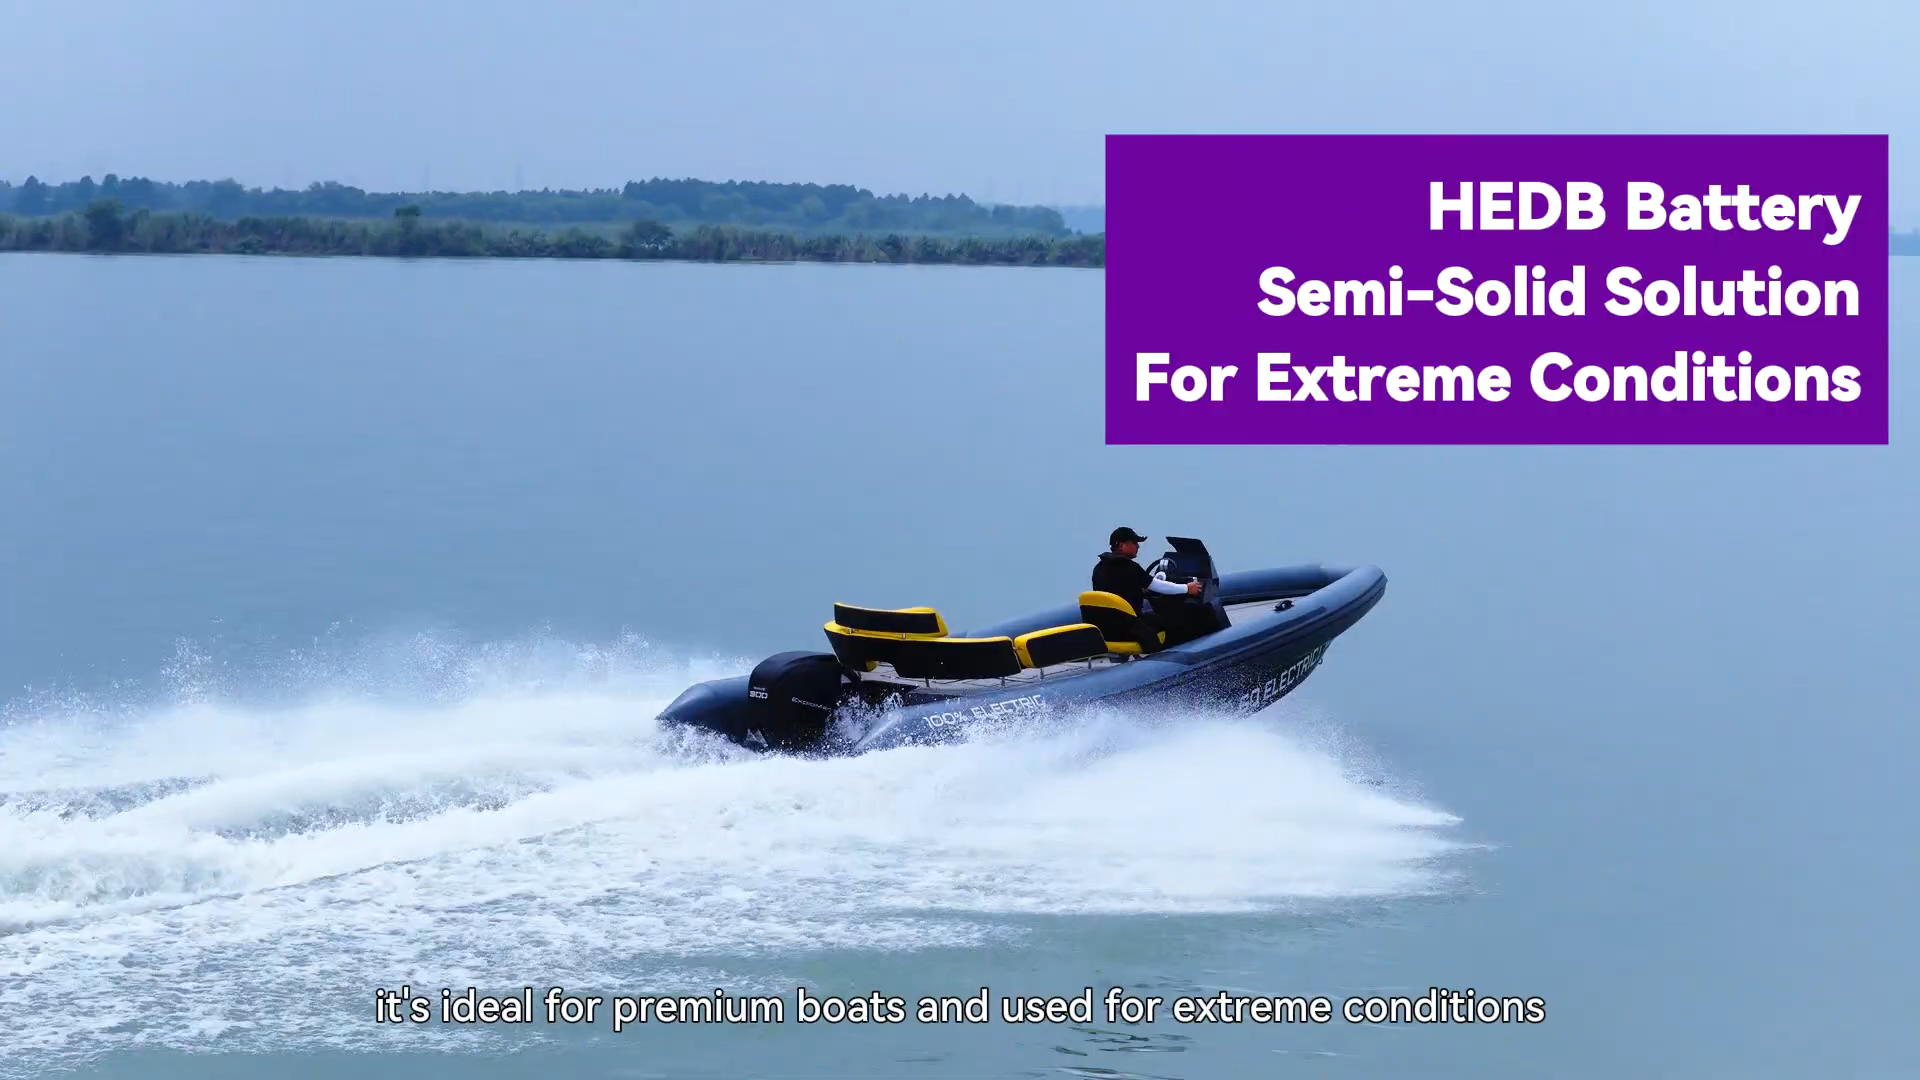 HEDB Battery
Semi-Solid Solution
For Extreme Conditions
300
100% ELECTRIC
it's ideal for premium boats and used for extreme conditions